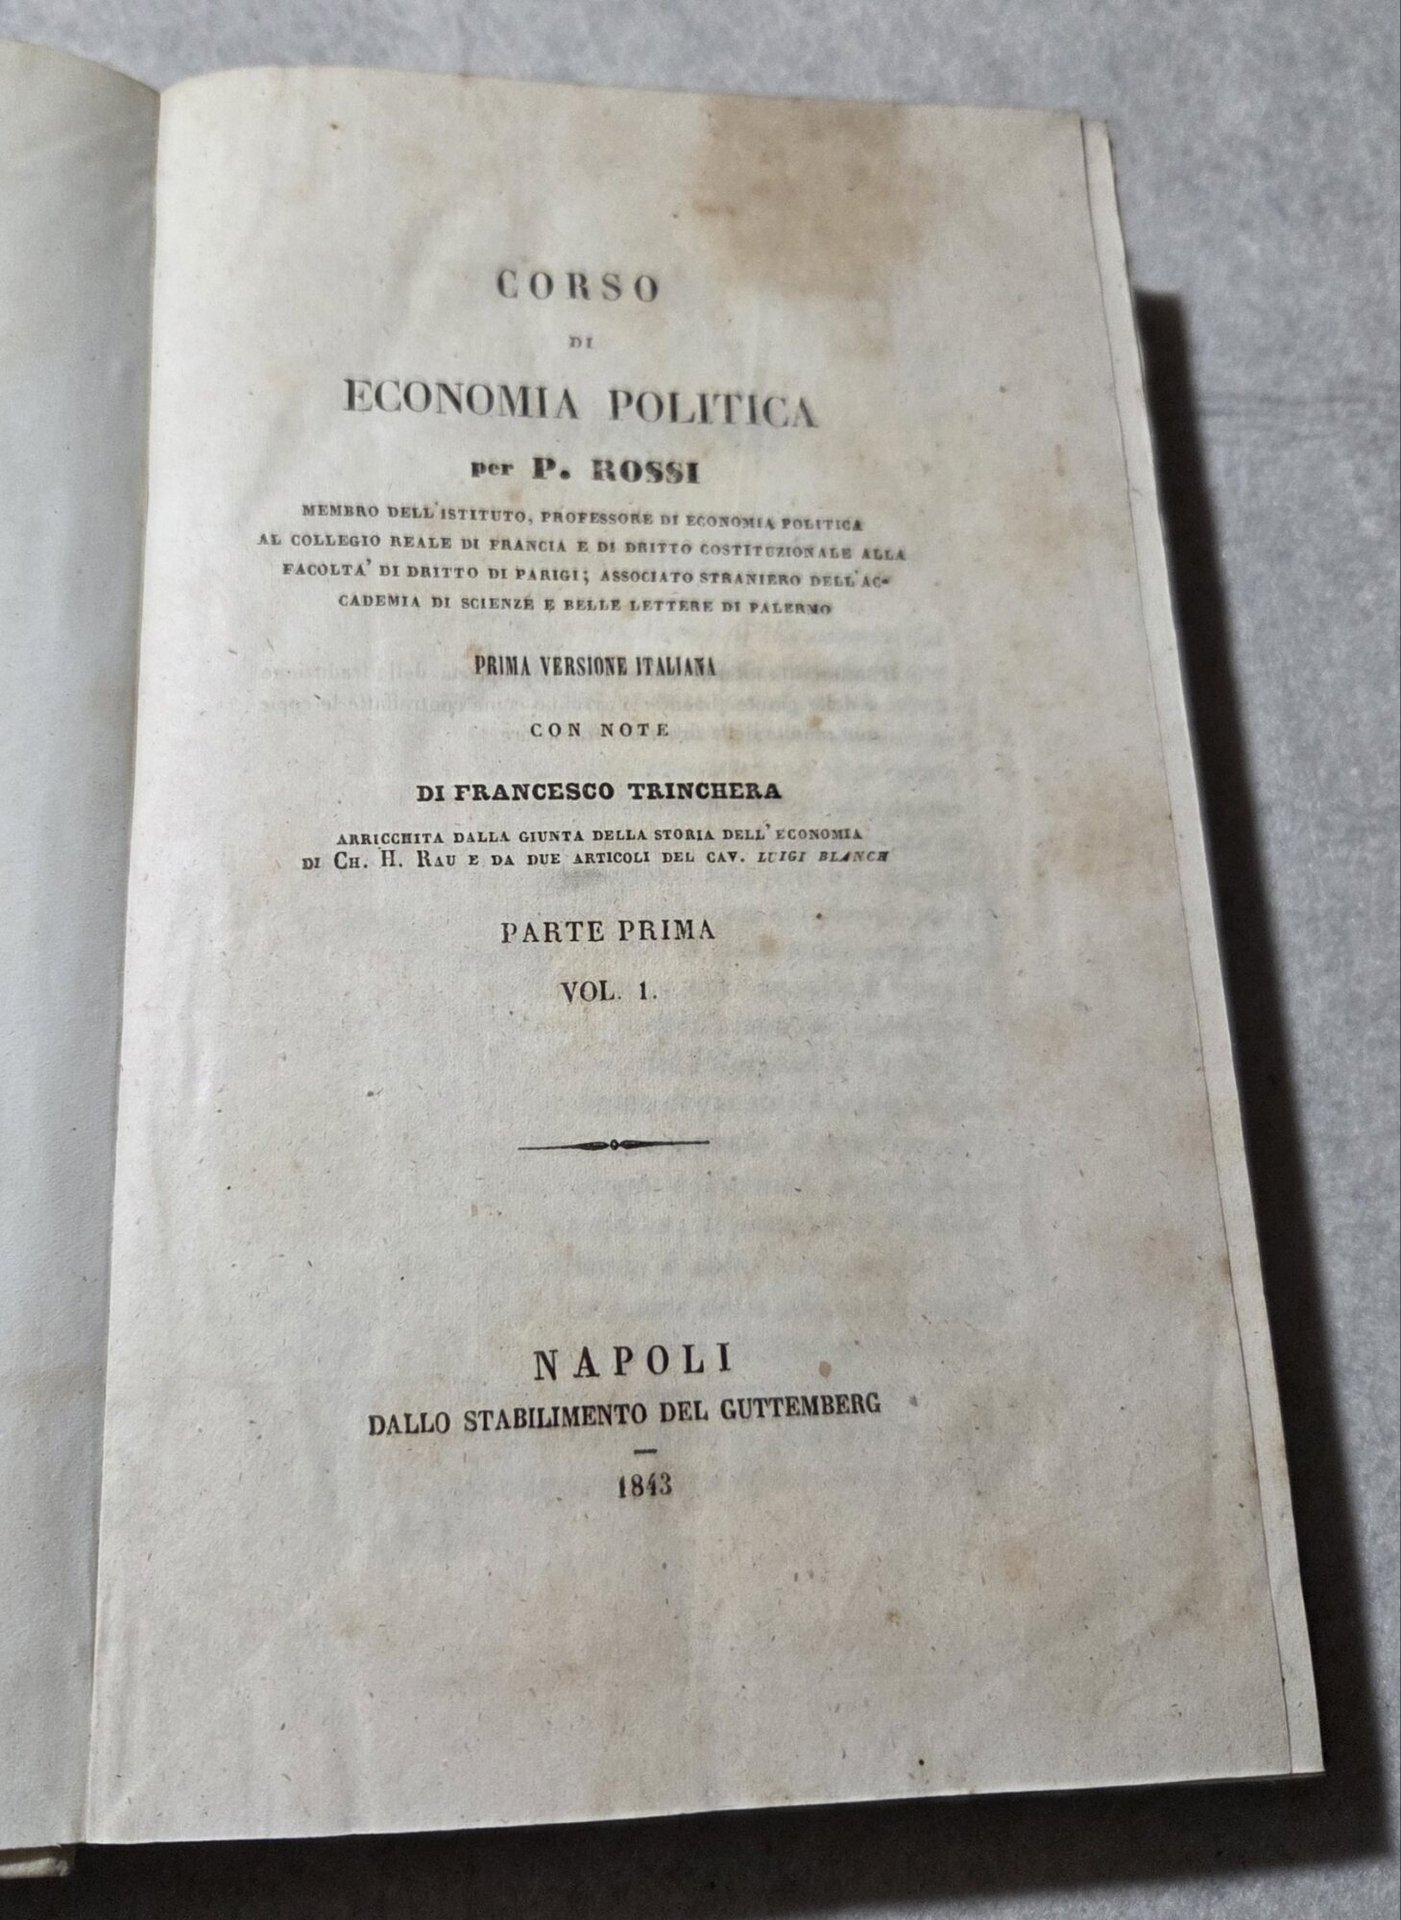 CORSO
DI
ECONOMIA POLITICA
per P. ROSSI
MEMBRO DELL'ISTITUTO, PROFESSORE DI ECONOMIA POLITICA
AL COLLEGIO REALE DI FRANCIA E DI DRITTO COSTITUZIONALE ALLA
FACOLTA' DI DRITTO DI PARIGI; ASSOCIATO STRANIERO DELL'AC-
CADEMIA DI SCIENZE E BELLE LETTERE DI PALERMO
PRIMA VERSIONE ITALIANA
CON NOTE
DI FRANCESCO TRINCHERA
ARRICCHITA DALLA GIUNTA DELLA STORIA DELL'ECONOMIA
DI CH. H. RAU E DA DUE ARTICOLI DEL CAV. LUIGI BLANCH
PARTE PRIMA
VOL. 1.
NAPOLI
DALLO STABILIMENTO DEL GUTTEMBERG
1843